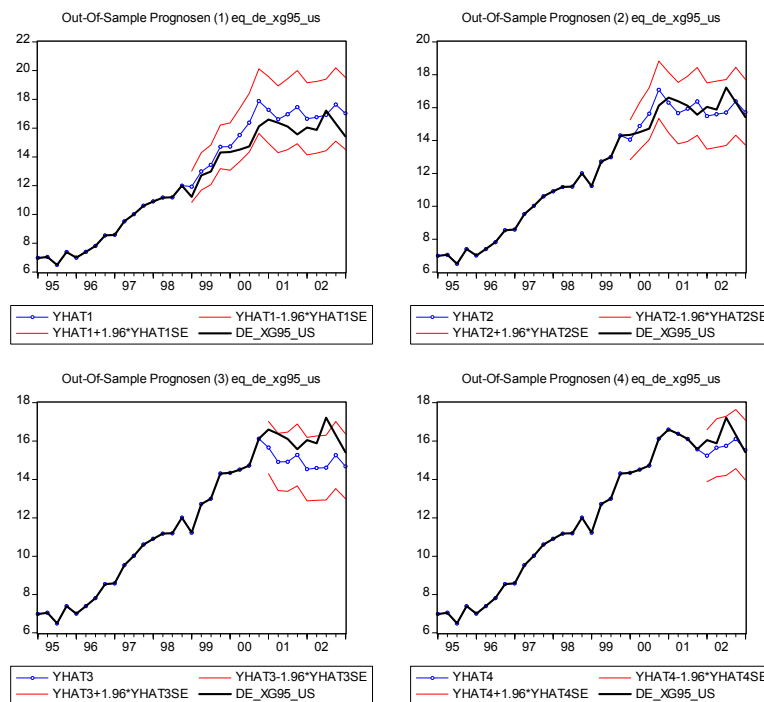 Out-Of-Sample Prognosen (1) eq_de_xg95_us
22
20
18
16
14
12
10
8
6
95 96 97 98 99 00 01 02
YHAT1 YHAT1-1.96*YHAT1SE
YHAT1+1.96*YHAT1SE DE_XG95_US
Out-Of-Sample Prognosen (2) eq_de_xg95_us
20
18
16
14
12
10
8
6
95 96 97 98 99 00 01 02
YHAT2 YHAT2-1.96*YHAT2SE
YHAT2+1.96*YHAT2SE DE_XG95_US
Out-Of-Sample Prognosen (3) eq_de_xg95_us
18
16
14
12
10
8
6
95 96 97 98 99 00 01 02
YHAT3 YHAT3-1.96*YHAT3SE
YHAT3+1.96*YHAT3SE DE_XG95_US
Out-Of-Sample Prognosen (4) eq_de_xg95_us
18
16
14
12
10
8
6
95 96 97 98 99 00 01 02
YHAT4 YHAT4-1.96*YHAT4SE
YHAT4+1.96*YHAT4SE DE_XG95_US